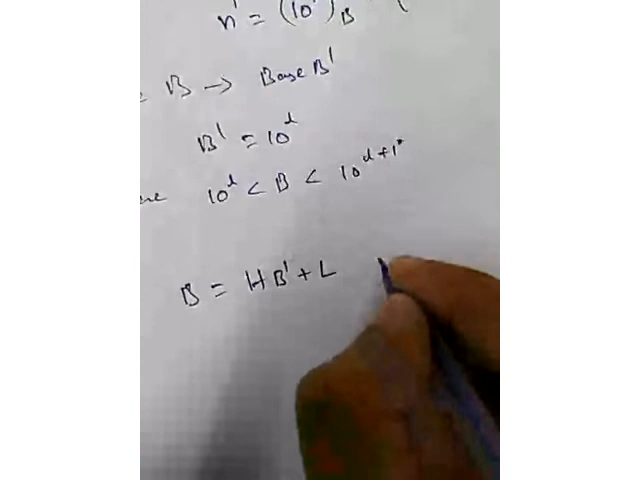 n' = (10')B
B → Base B'
B' = 10^d
10^d < B < 10^d+1
B = HB' + L